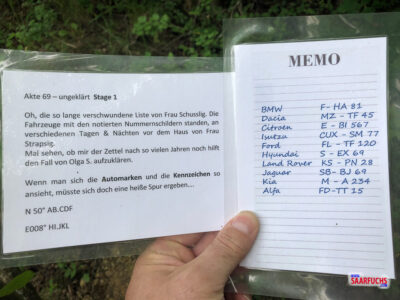 Akte 69 – ungeklärt Stage 1
Oh, die so lange verschwundene Liste von Frau Schusslig. Die
Fahrzeuge mit den notierten Nummernschildern standen, an
verschiedenen Tagen & Nächten vor dem Haus von Frau
Strapsig.
Mal sehen, ob mir der Zettel nach so vielen Jahren noch hilft
den Fall von Olga S. aufzuklären.
Wenn man sich die Automarken und die Kennzeichen so
ansieht, müsste sich doch eine heiße Spur ergeben...
N 50° AB.CDF
E008° HI.JKL
MEMO
BMW F - HA 81
Dacia MZ - TF 45
Citroen E - BI 567
Isutzu CUX - SM 77
Ford FL - TF 120
Hyundai S - EX 69
Land Rover KS - PN 28
Jaguar SB- BJ 69
Kia M - A 234
Alfa FD-TT 15
SAARFUCHS